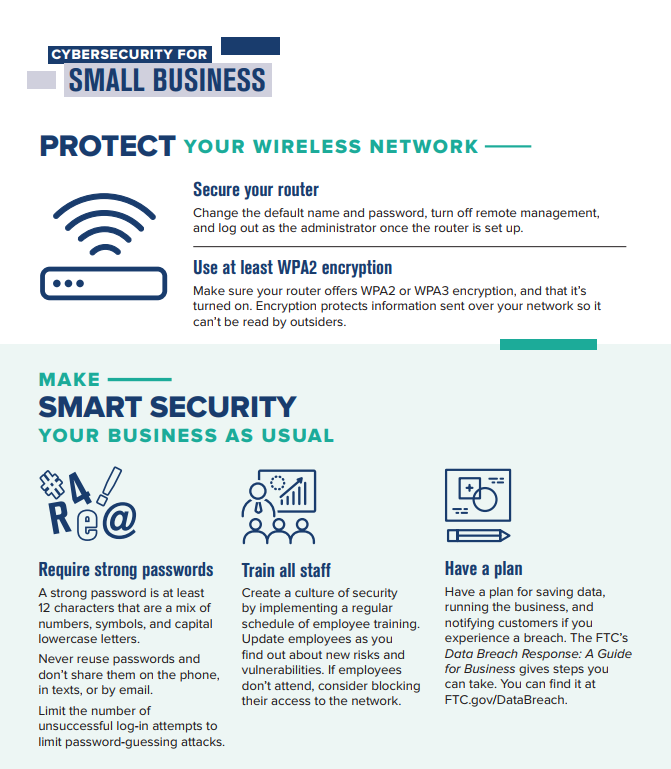 CYBERSECURITY FOR
SMALL BUSINESS
PROTECT YOUR WIRELESS NETWORK
Secure your router
Change the default name and password, turn off remote management,
and log out as the administrator once the router is set up.
Use at least WPA2 encryption
Make sure your router offers WPA2 or WPA3 encryption, and that it's
turned on. Encryption protects information sent over your network so it
can't be read by outsiders.
MAKE
SMART SECURITY
YOUR BUSINESS AS USUAL
#4!
Re@
Require strong passwords
A strong password is at least
12 characters that are a mix of
numbers, symbols, and capital
lowercase letters.
Never reuse passwords and
don't share them on the phone,
in texts, or by email.
Limit the number of
unsuccessful log-in attempts to
limit password-guessing attacks.
Train all staff
Create a culture of security
by implementing a regular
schedule of employee training.
Update employees as you
find out about new risks and
vulnerabilities. If employees
don't attend, consider blocking
their access to the network.
Have a plan
Have a plan for saving data,
running the business, and
notifying customers if you
experience a breach. The FTC's
Data Breach Response: A Guide
for Business gives steps you
can take. You can find it at
FTC.gov/DataBreach.